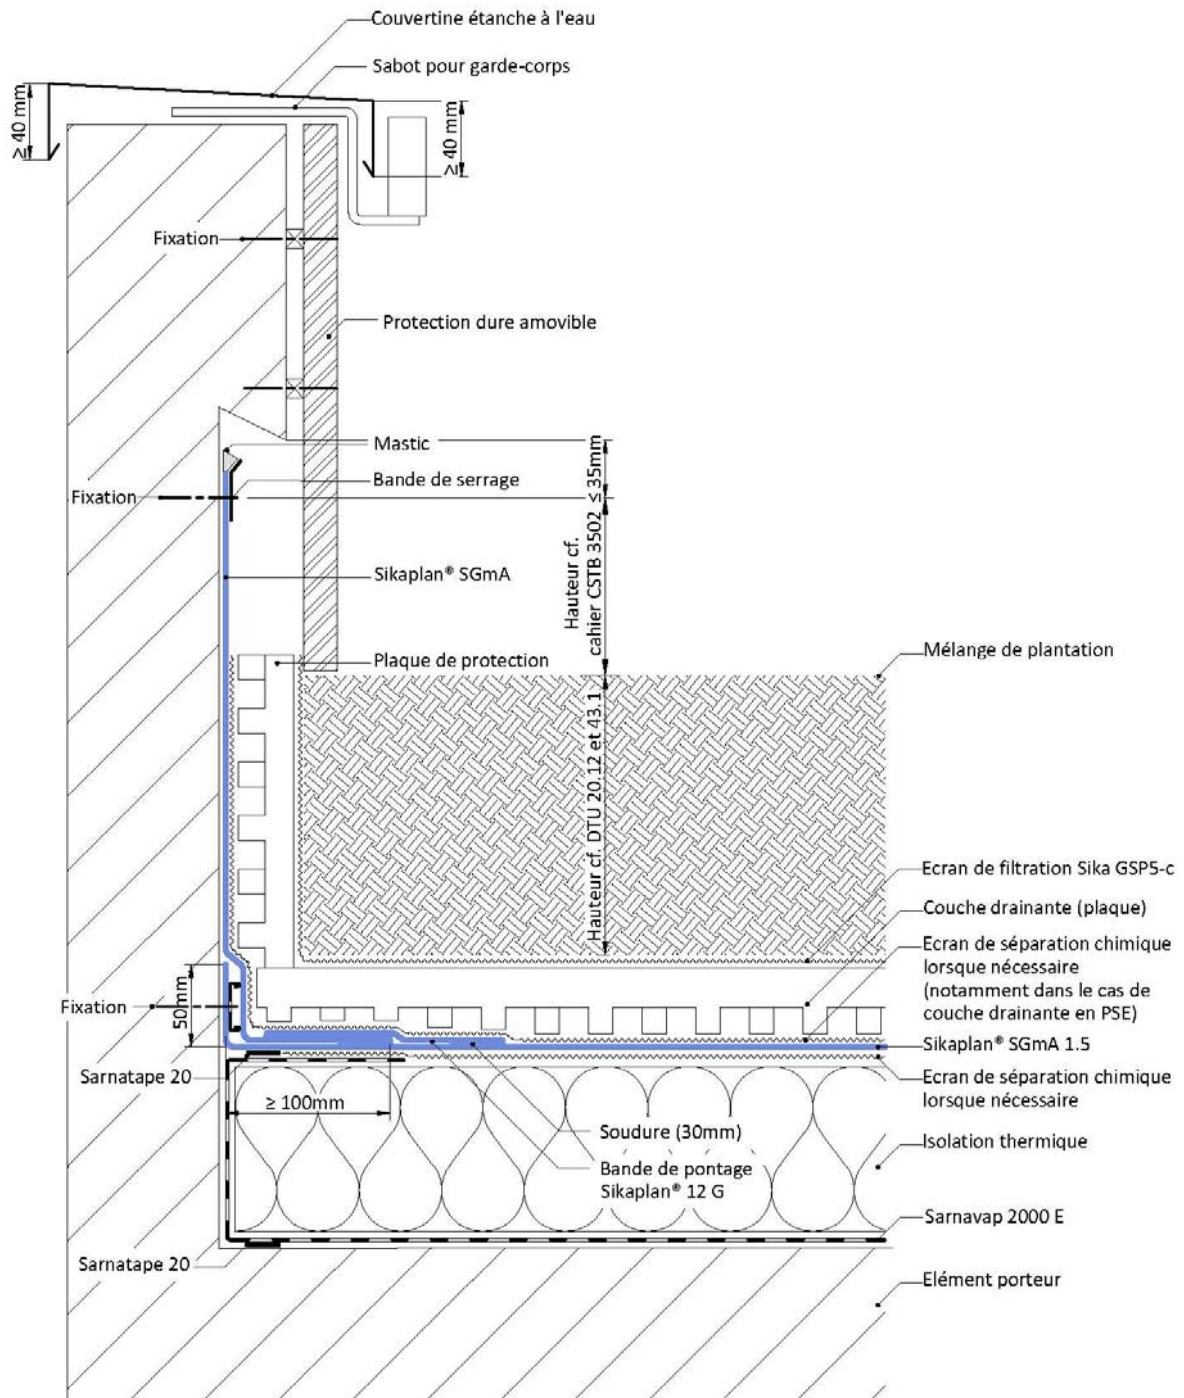 Couvertine étanche à l'eau
Sabot pour garde-corps
≥ 40 mm
≥ 40 mm
Fixation
Protection dure amovible
Mastic
Bande de serrage
≤ 35mm
Fixation
Hauteur cf.
cahier CSTB 3502
Sikaplan® SGmA
Plaque de protection
Mélange de plantation
Hauteur cf. DTU 20.12 et 43.1
Ecran de filtration Sika GSP5-c
Couche drainante (plaque)
Ecran de séparation chimique
lorsque nécessaire
(notamment dans le cas de
couche drainante en PSE)
Fixation
50mm
Sikaplan® SGmA 1.5
Sarnatape 20
Ecran de séparation chimique
lorsque nécessaire
≥ 100mm
Soudure (30mm)
Isolation thermique
Bande de pontage
Sikaplan® 12 G
Sarnavap 2000 E
Sarnatape 20
Elément porteur